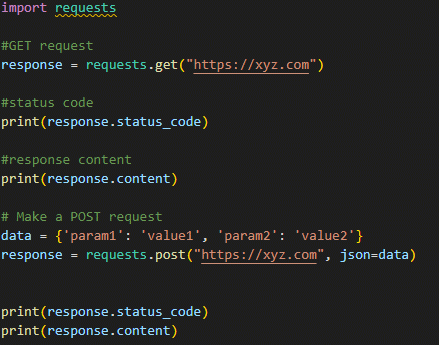 import requests
#GET request
response = requests.get("https://xyz.com")
#status code
print(response.status_code)
#response content
print(response.content)
# Make a POST request
data = {'param1': 'value1', 'param2': 'value2'}
response = requests.post("https://xyz.com", json=data)
print(response.status_code)
print(response.content)